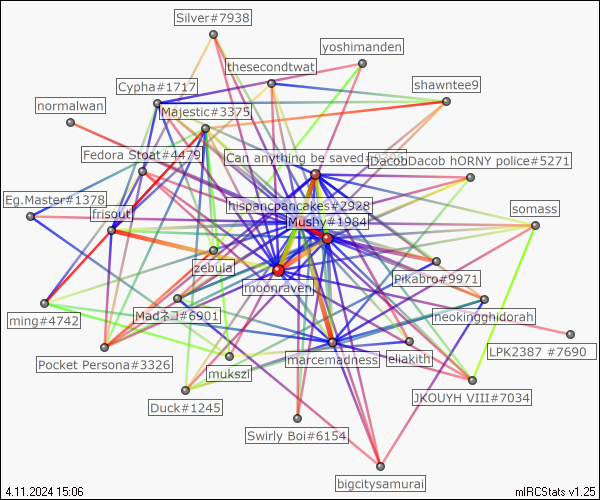 Silver#7938
yoshimanden
thesecondtwat
shawntee9
Cypha#1717
normalwan
Majestic#3375
Fedora Stoat#4479
Can anything be saved
DacobDacob hORNY police#5271
Eg.Master#1378
hispancpancakes#2928
frisout
Mushy#1984
somass
zebula
Pikabro#9971
moonraven
ming#4742
Madネコ#6901
neokingghidorah
LPK2387 #7690
Pocket Persona#3326
marcemadness
eliakith
mukszi
JKOUYH VIII#7034
Duck#1245
Swirly Boi#6154
bigcitysamurai
4.11.2024 15:06
mIRCStats v1.25